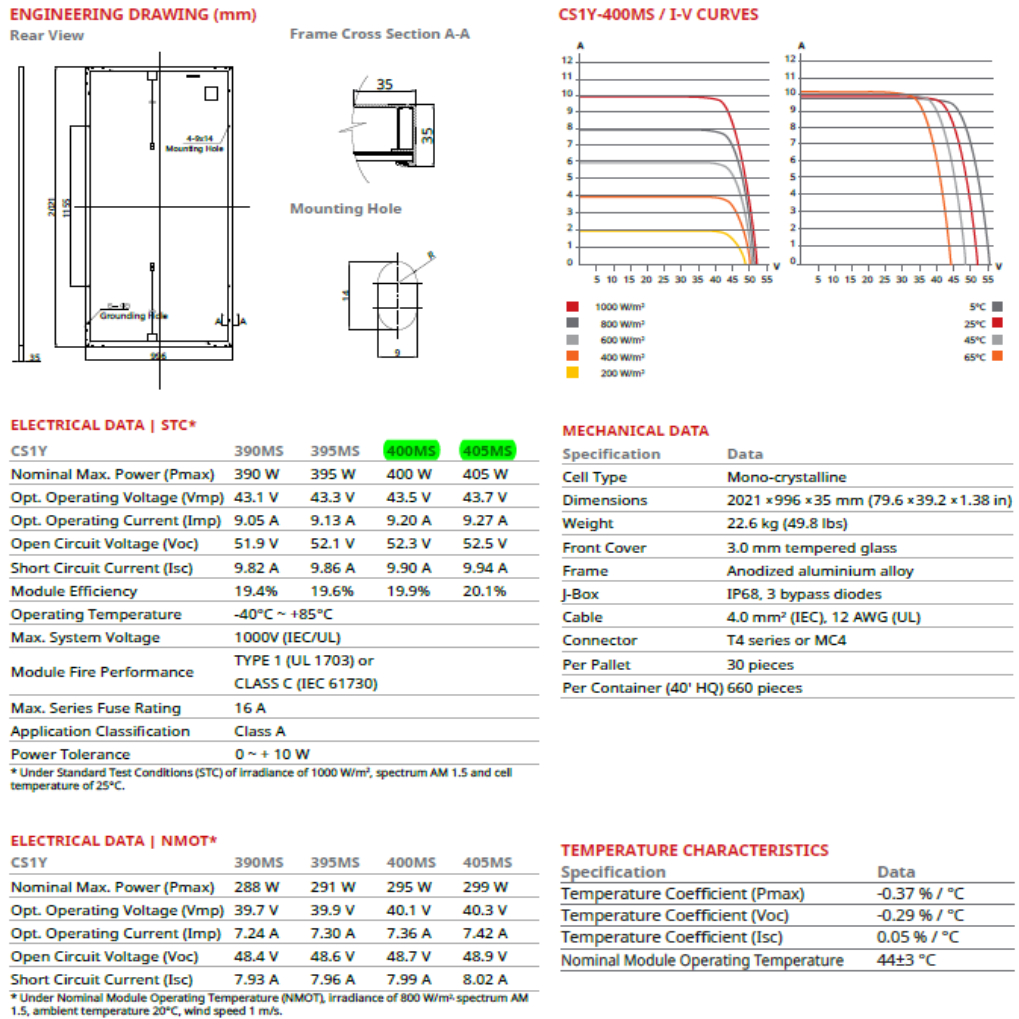 ENGINEERING DRAWING (mm)
Rear View
Frame Cross Section A-A
35
35
4-9x14
Mounting Hole
2021
1155
Grounding Hole
A
A
35
996
Mounting Hole
R
14
9
CS1Y-400MS / I-V CURVES
A
12
11
10
9
8
7
6
5
4
3
2
1
0
5 10 15 20 25 30 35 40 45 50 55
V
1000 W/m²
800 W/m²
600 W/m²
400 W/m²
200 W/m²
A
12
11
10
9
8
7
6
5
4
3
2
1
0
5 10 15 20 25 30 35 40 45 50 55
V
5°C
25°C
45°C
65°C
ELECTRICAL DATA | STC*
CS1Y 390MS 395MS 400MS 405MS
Nominal Max. Power (Pmax) 390 W 395 W 400 W 405 W
Opt. Operating Voltage (Vmp) 43.1 V 43.3 V 43.5 V 43.7 V
Opt. Operating Current (Imp) 9.05 A 9.13 A 9.20 A 9.27 A
Open Circuit Voltage (Voc) 51.9 V 52.1 V 52.3 V 52.5 V
Short Circuit Current (Isc) 9.82 A 9.86 A 9.90 A 9.94 A
Module Efficiency 19.4% 19.6% 19.9% 20.1%
Operating Temperature -40°C ~ +85°C
Max. System Voltage 1000V (IEC/UL)
Module Fire Performance TYPE 1 (UL 1703) or
CLASS C (IEC 61730)
Max. Series Fuse Rating 16 A
Application Classification Class A
Power Tolerance 0 ~ + 10 W
* Under Standard Test Conditions (STC) of irradiance of 1000 W/m², spectrum AM 1.5 and cell
temperature of 25°C.
MECHANICAL DATA
Specification Data
Cell Type Mono-crystalline
Dimensions 2021 ×996 ×35 mm (79.6 ×39.2 ×1.38 in)
Weight 22.6 kg (49.8 lbs)
Front Cover 3.0 mm tempered glass
Frame Anodized aluminium alloy
J-Box IP68, 3 bypass diodes
Cable 4.0 mm² (IEC), 12 AWG (UL)
Connector T4 series or MC4
Per Pallet 30 pieces
Per Container (40' HQ) 660 pieces
ELECTRICAL DATA | NMOT*
CS1Y 390MS 395MS 400MS 405MS
Nominal Max. Power (Pmax) 288 W 291 W 295 W 299 W
Opt. Operating Voltage (Vmp) 39.7 V 39.9 V 40.1 V 40.3 V
Opt. Operating Current (Imp) 7.24 A 7.30 A 7.36 A 7.42 A
Open Circuit Voltage (Voc) 48.4 V 48.6 V 48.7 V 48.9 V
Short Circuit Current (Isc) 7.93 A 7.96 A 7.99 A 8.02 A
* Under Nominal Module Operating Temperature (NMOT), irradiance of 800 W/m², spectrum AM
1.5, ambient temperature 20°C, wind speed 1 m/s.
TEMPERATURE CHARACTERISTICS
Specification Data
Temperature Coefficient (Pmax) -0.37 % / °C
Temperature Coefficient (Voc) -0.29 % / °C
Temperature Coefficient (Isc) 0.05 % / °C
Nominal Module Operating Temperature 44±3 °C